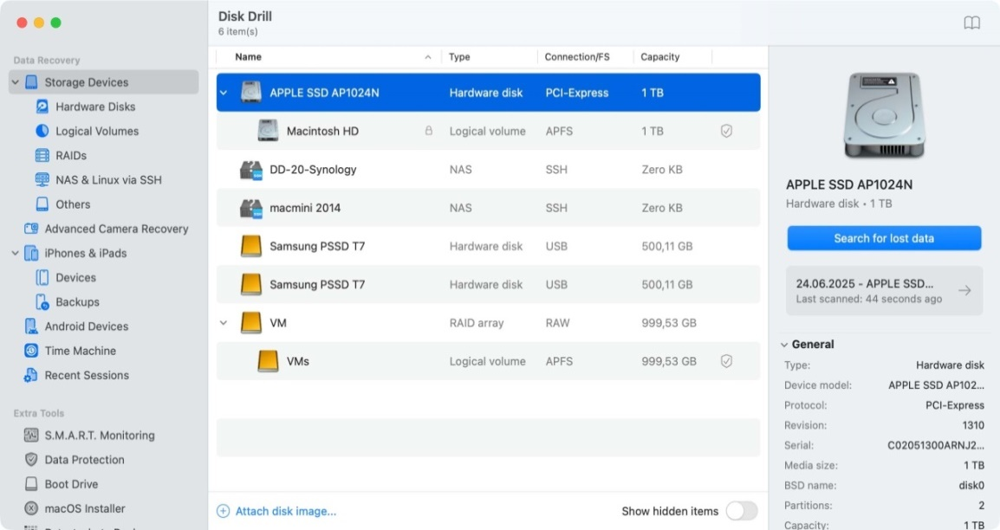 Disk Drill
6 item(s)
Data Recovery
Storage Devices
Hardware Disks
Logical Volumes
RAIDs
NAS & Linux via SSH
Others
Advanced Camera Recovery
iPhones & iPads
Devices
Backups
Android Devices
Time Machine
Recent Sessions
Extra Tools
S.M.A.R.T. Monitoring
Data Protection
Boot Drive
macOS Installer
Name Type Connection/FS Capacity
APPLE SSD AP1024N Hardware disk PCI-Express 1 TB
Macintosh HD Logical volume APFS 1 TB
DD-20-Synology NAS SSH Zero KB
macmini 2014 NAS SSH Zero KB
Samsung PSSD T7 Hardware disk USB 500,11 GB
Samsung PSSD T7 Hardware disk USB 500,11 GB
VM RAID array RAW 999,53 GB
VMs Logical volume APFS 999,53 GB
Attach disk image... Show hidden items
APPLE SSD AP1024N
Hardware disk • 1 TB
Search for lost data
24.06.2025 - APPLE SSD...
Last scanned: 44 seconds ago
General
Type: Hardware disk
Device model: APPLE SSD AP102...
Protocol: PCI-Express
Revision: 1310
Serial: C02051300ARNJ2...
Media size: 1 TB
BSD name: disk0
Partitions: 2
Capacity: 1 TB